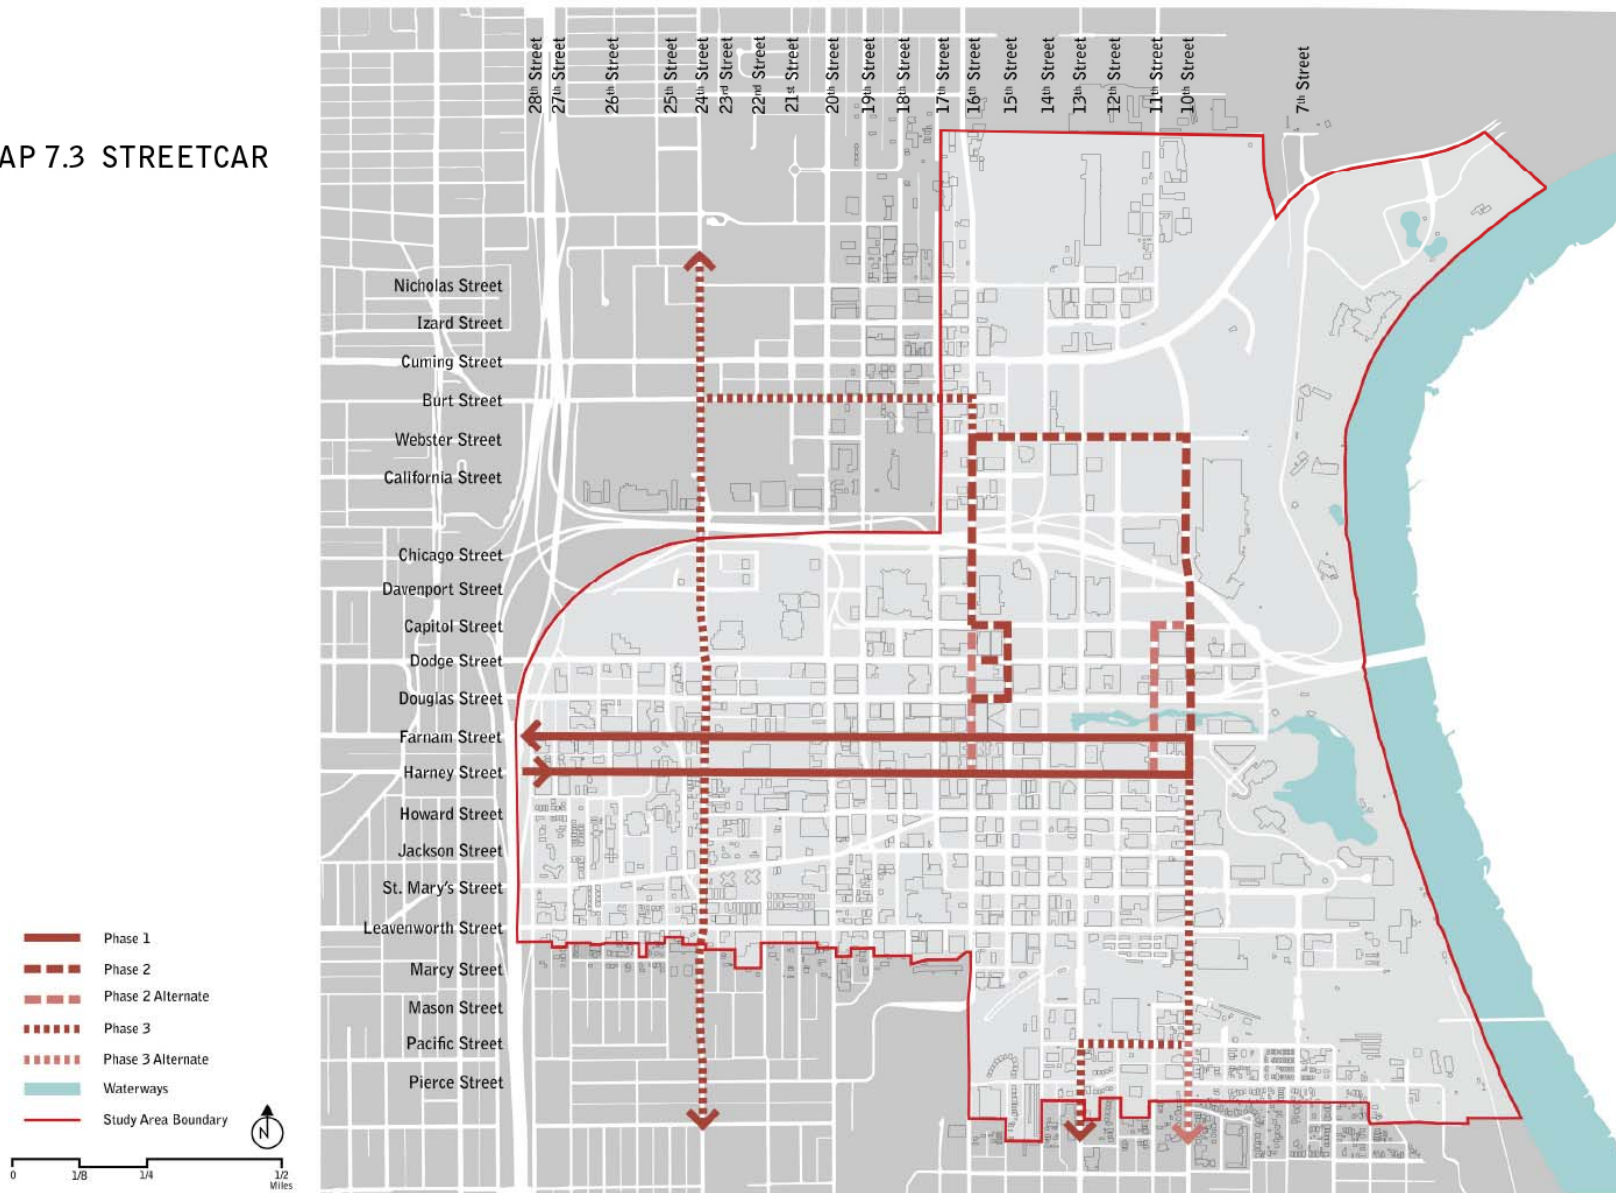 28th Street
27th Street
26th Street
25th Street
24th Street
23rd Street
22nd Street
21st Street
20th Street
19th Street
18th Street
17th Street
16th Street
15th Street
14th Street
13th Street
12th Street
11th Street
10th Street
7th Street
AP 7.3 STREETCAR
Nicholas Street
Izard Street
Cuming Street
Burt Street
Webster Street
California Street
Chicago Street
Davenport Street
Capitol Street
Dodge Street
Douglas Street
Farnam Street
Harney Street
Howard Street
Jackson Street
St. Mary's Street
Leavenworth Street
Marcy Street
Mason Street
Pacific Street
Pierce Street
Phase 1
Phase 2
Phase 2 Alternate
Phase 3
Phase 3 Alternate
Waterways
Study Area Boundary
N
0 1/8 1/4 1/2
Miles